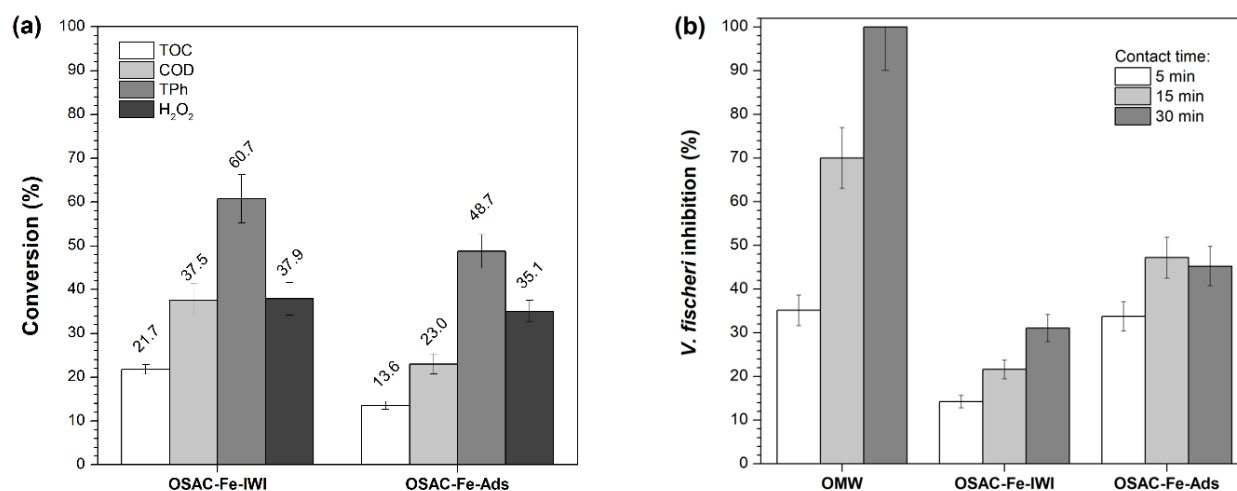 (a)
Conversion (%)
100
90
80
70
60
50
40
30
20
10
0
TOC
COD
TPh
H₂O₂
21.7
37.5
60.7
37.9
13.6
23.0
48.7
35.1
OSAC-Fe-IWI
OSAC-Fe-Ads
(b)
V. fischeri inhibition (%)
100
90
80
70
60
50
40
30
20
10
0
Contact time:
5 min
15 min
30 min
OMW
OSAC-Fe-IWI
OSAC-Fe-Ads